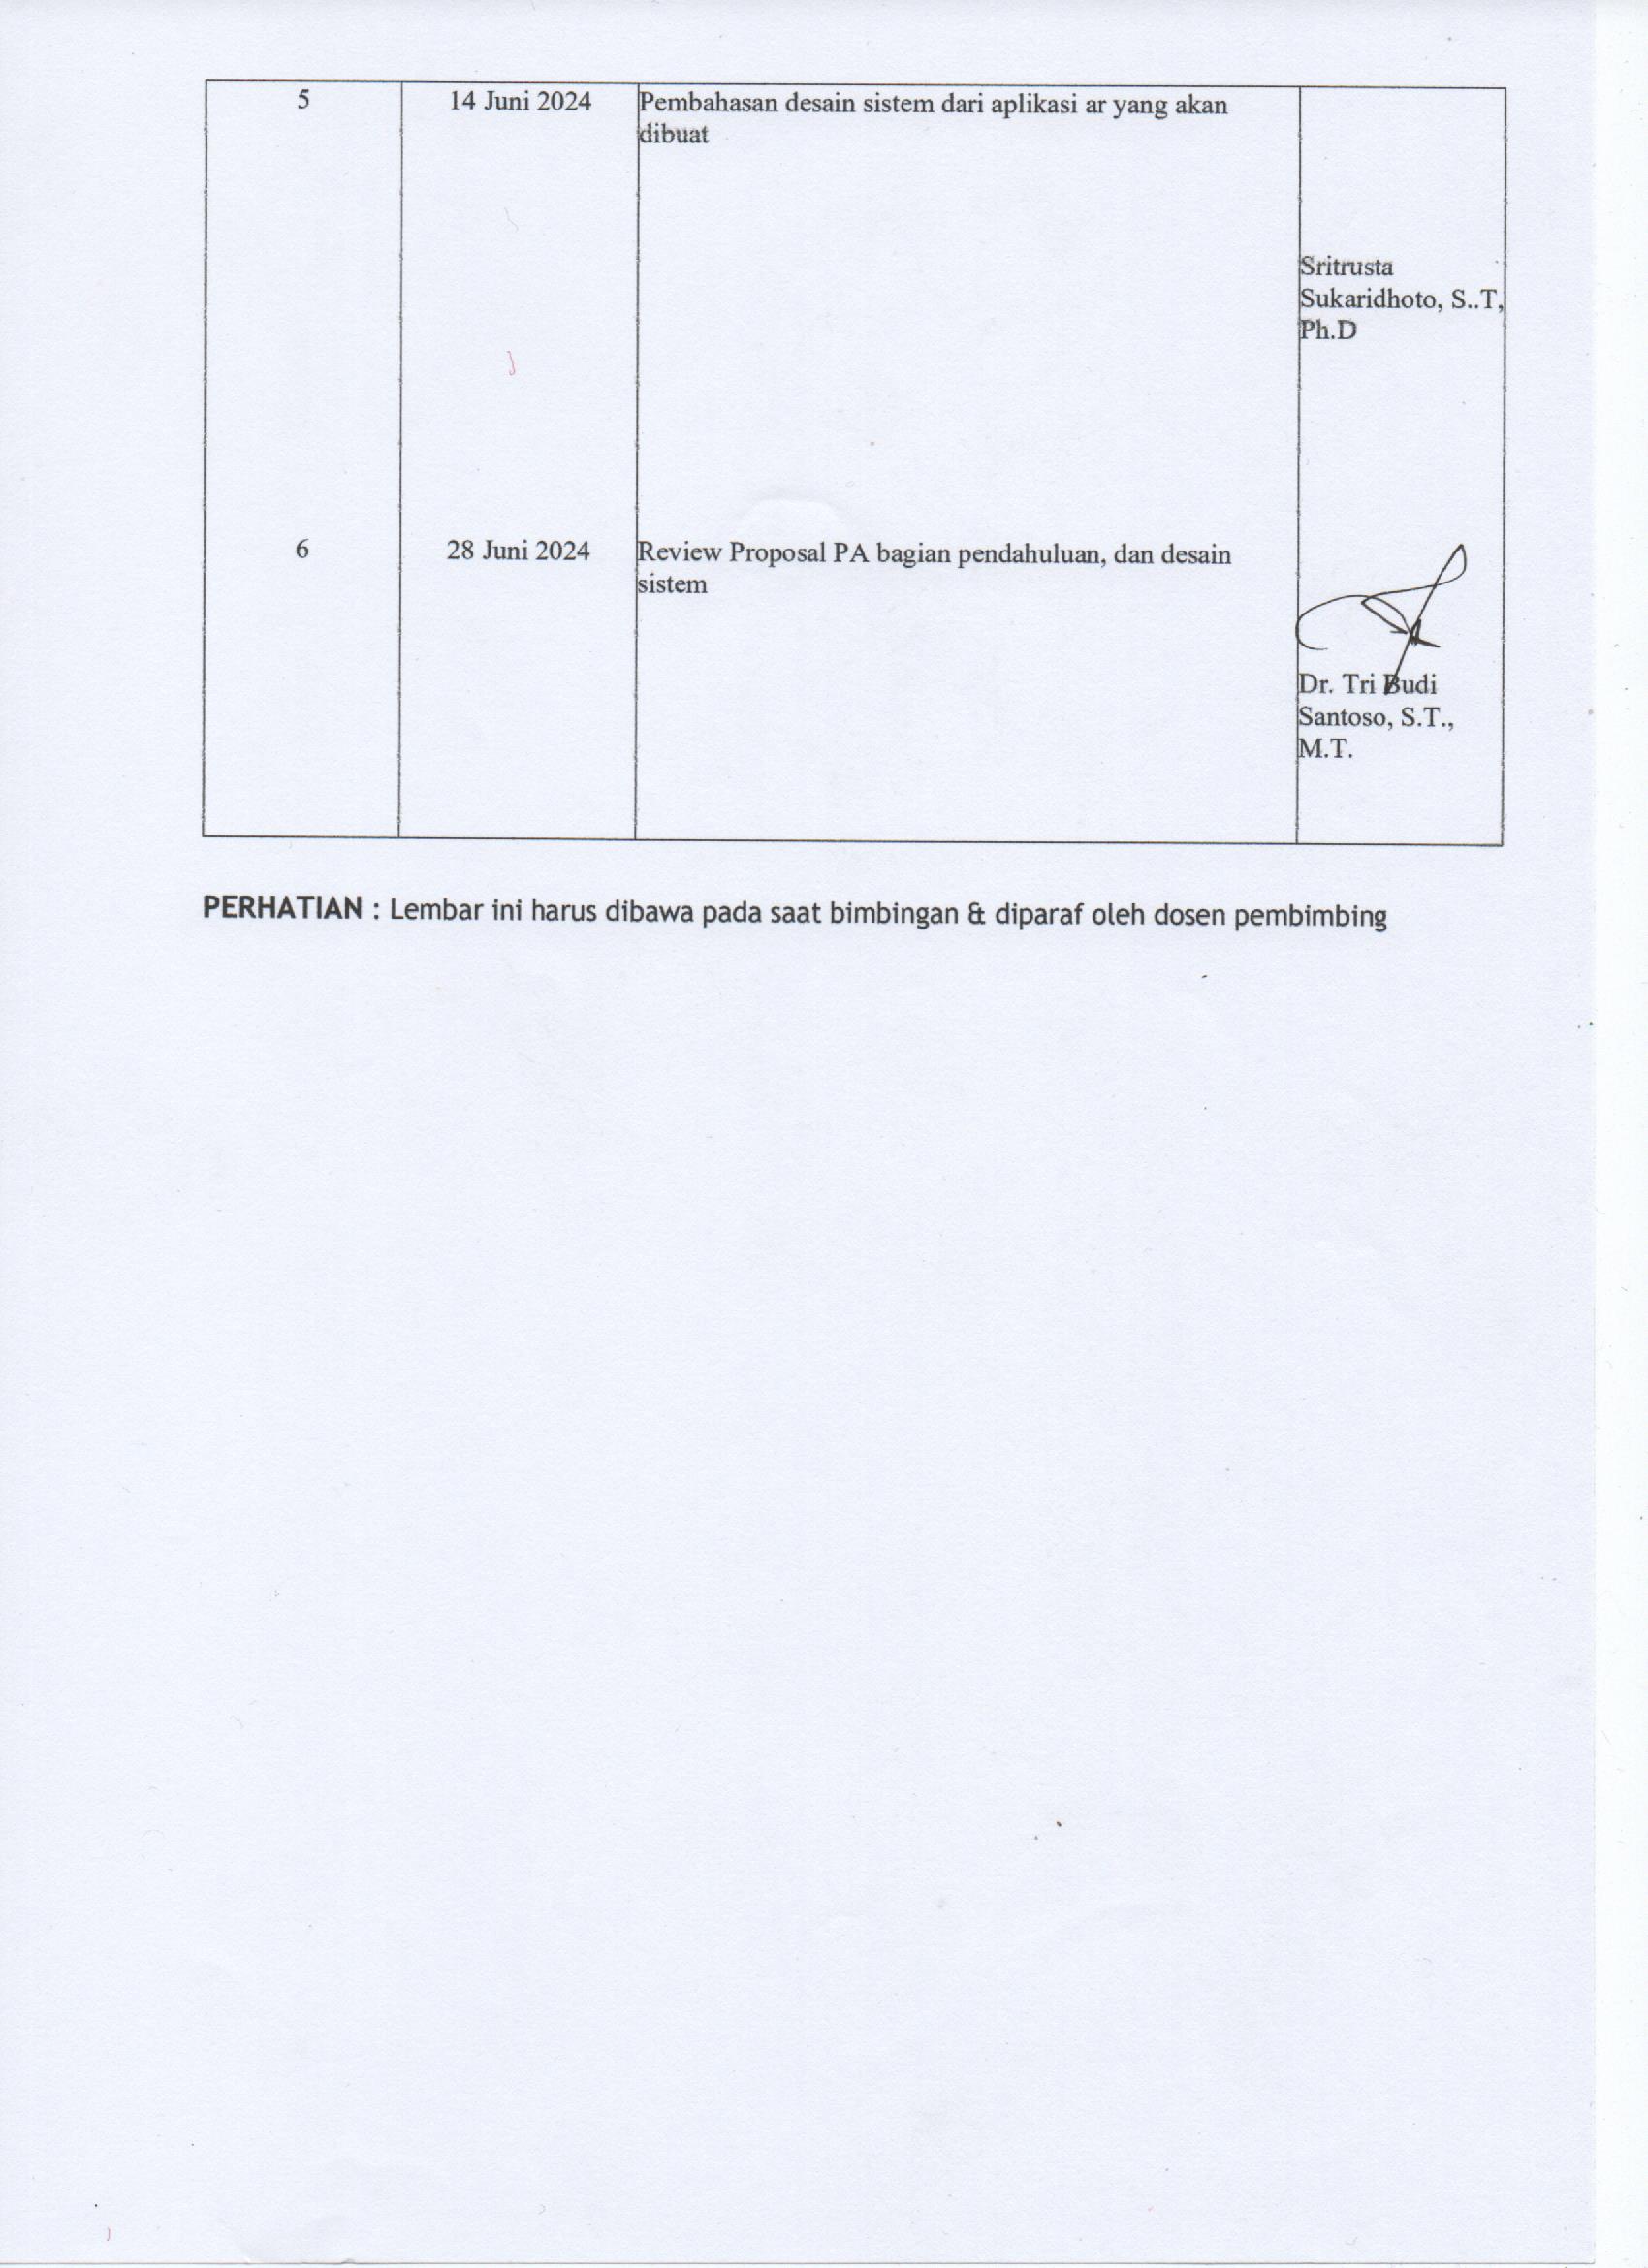 5
14 Juni 2024
Pembahasan desain sistem dari aplikasi ar yang akan
dibuat
Sritrusta
Sukaridhoto, S..T,
Ph.D
6
28 Juni 2024
Review Proposal PA bagian pendahuluan, dan desain
sistem
Dr. Tri Budi
Santoso, S.T.,
M.T.
PERHATIAN : Lembar ini harus dibawa pada saat bimbingan & diparaf oleh dosen pembimbing